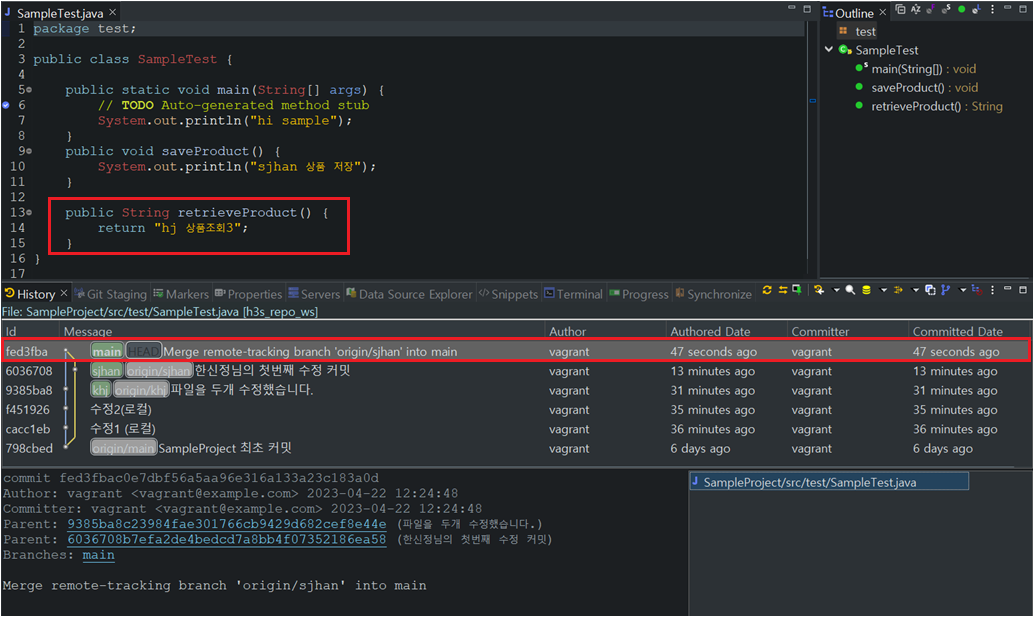 SampleTest.java
1 package test;
2
3 public class SampleTest {
4
5 public static void main(String[] args) {
6 // TODO Auto-generated method stub
7 System.out.println("hi sample");
8 }
9 public void saveProduct() {
10 System.out.println("sjhan 상품 저장");
11 }
12
13 public String retrieveProduct() {
14 return "hj 상품조회3";
15 }
16 }
17
Outline
test
SampleTest
main(String[]) : void
saveProduct() : void
retrieveProduct() : String
History Git Staging Markers Properties Servers Data Source Explorer Snippets Terminal Progress Synchronize
File: SampleProject/src/test/SampleTest.java [h3s_repo_ws]
Id Message Author Authored Date Committer Committed Date
fed3fba main HEAD Merge remote-tracking branch 'origin/sjhan' into main vagrant 47 seconds ago vagrant 47 seconds ago
6036708 sjhan origin/sjhan 한신정님의 첫번째 수정 커밋 vagrant 13 minutes ago vagrant 13 minutes ago
9385ba8 khj origin/khj 파일을 두개 수정했습니다. vagrant 31 minutes ago vagrant 31 minutes ago
f451926 수정2(로컬) vagrant 35 minutes ago vagrant 35 minutes ago
cacc1eb 수정1 (로컬) vagrant 36 minutes ago vagrant 36 minutes ago
798cbed origin/main SampleProject 최초 커밋 vagrant 6 days ago vagrant 6 days ago
commit fed3fbac0e7dbf56a5aa96e316a133a23c183a0d
Author: vagrant <vagrant@example.com> 2023-04-22 12:24:48
Committer: vagrant <vagrant@example.com> 2023-04-22 12:24:48
Parent: 9385ba8c23984fae301766cb9429d682cef8e44e (파일을 두개 수정했습니다.)
Parent: 6036708b7efa2de4bedcd7a8bb4f07352186ea58 (한신정님의 첫번째 수정 커밋)
Branches: main
Merge remote-tracking branch 'origin/sjhan' into main
SampleProject/src/test/SampleTest.java